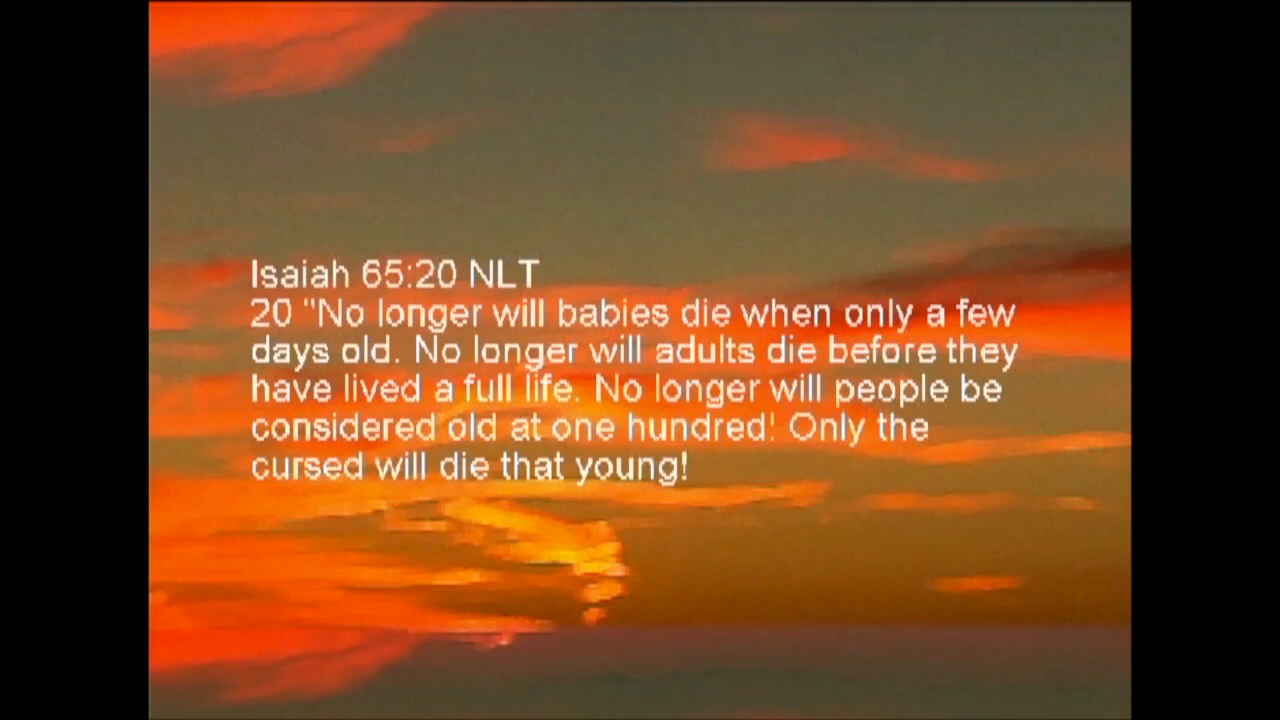 Isaiah 65:20 NLT
20 "No longer will babies die when only a few
days old. No longer will adults die before they
have lived a full life. No longer will people be
considered old at one hundred! Only the
cursed will die that young!